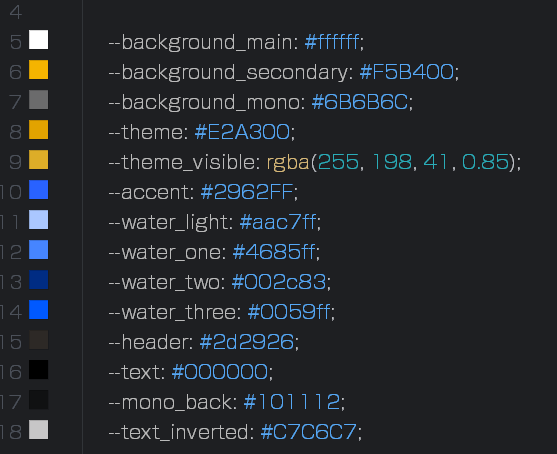 4
5 --background_main: #ffffff;
6 --background_secondary: #F5B400;
7 --background_mono: #6B6B6C;
8 --theme: #E2A300;
9 --theme_visible: rgba(255, 198, 41, 0.85);
10 --accent: #2962FF;
11 --water_light: #aac7ff;
12 --water_one: #4685ff;
13 --water_two: #002c83;
14 --water_three: #0059ff;
15 --header: #2d2926;
16 --text: #000000;
17 --mono_back: #101112;
18 --text_inverted: #C7C6C7;